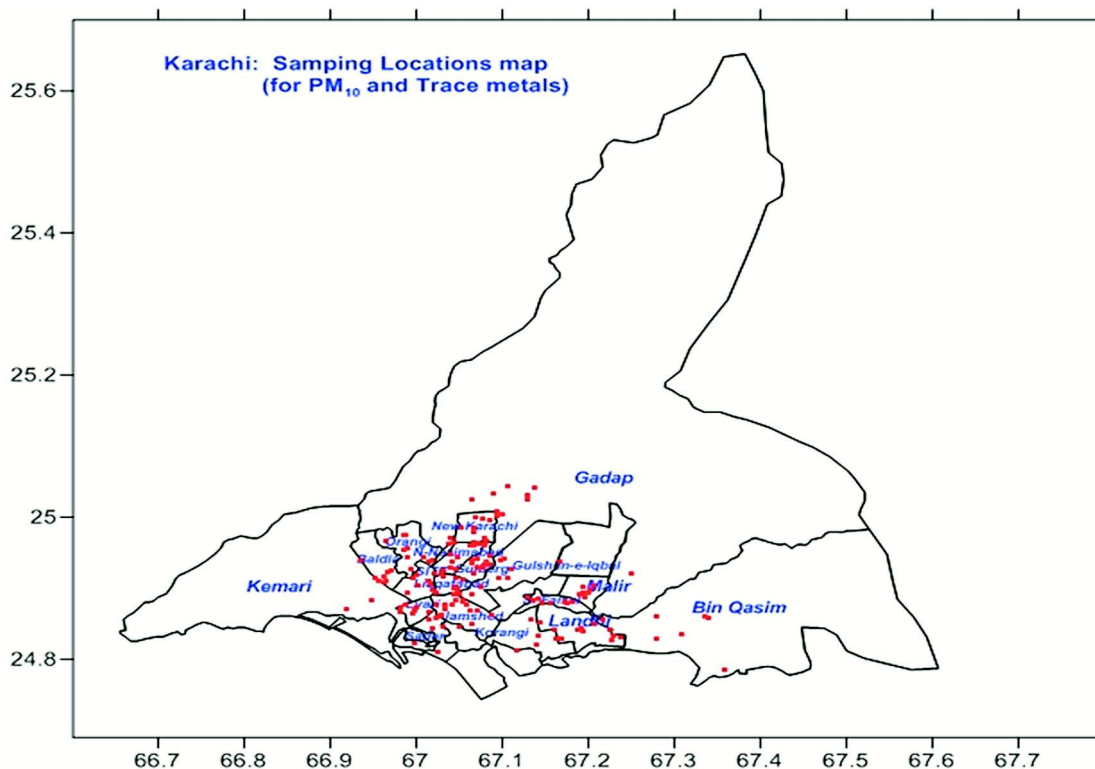 Karachi: Samping Locations map
(for PM₁₀ and Trace metals)
25.6
25.4
25.2
25
24.8
Gadap
New Karachi
Orangi
N-Nazimabad
Baldia
Gulshan-e-Iqbal
Liaqatabad
Kemari
Malir
Lyari
Bin Qasim
Jamshed
Landhi
Korangi
66.7 66.8 66.9 67 67.1 67.2 67.3 67.4 67.5 67.6 67.7